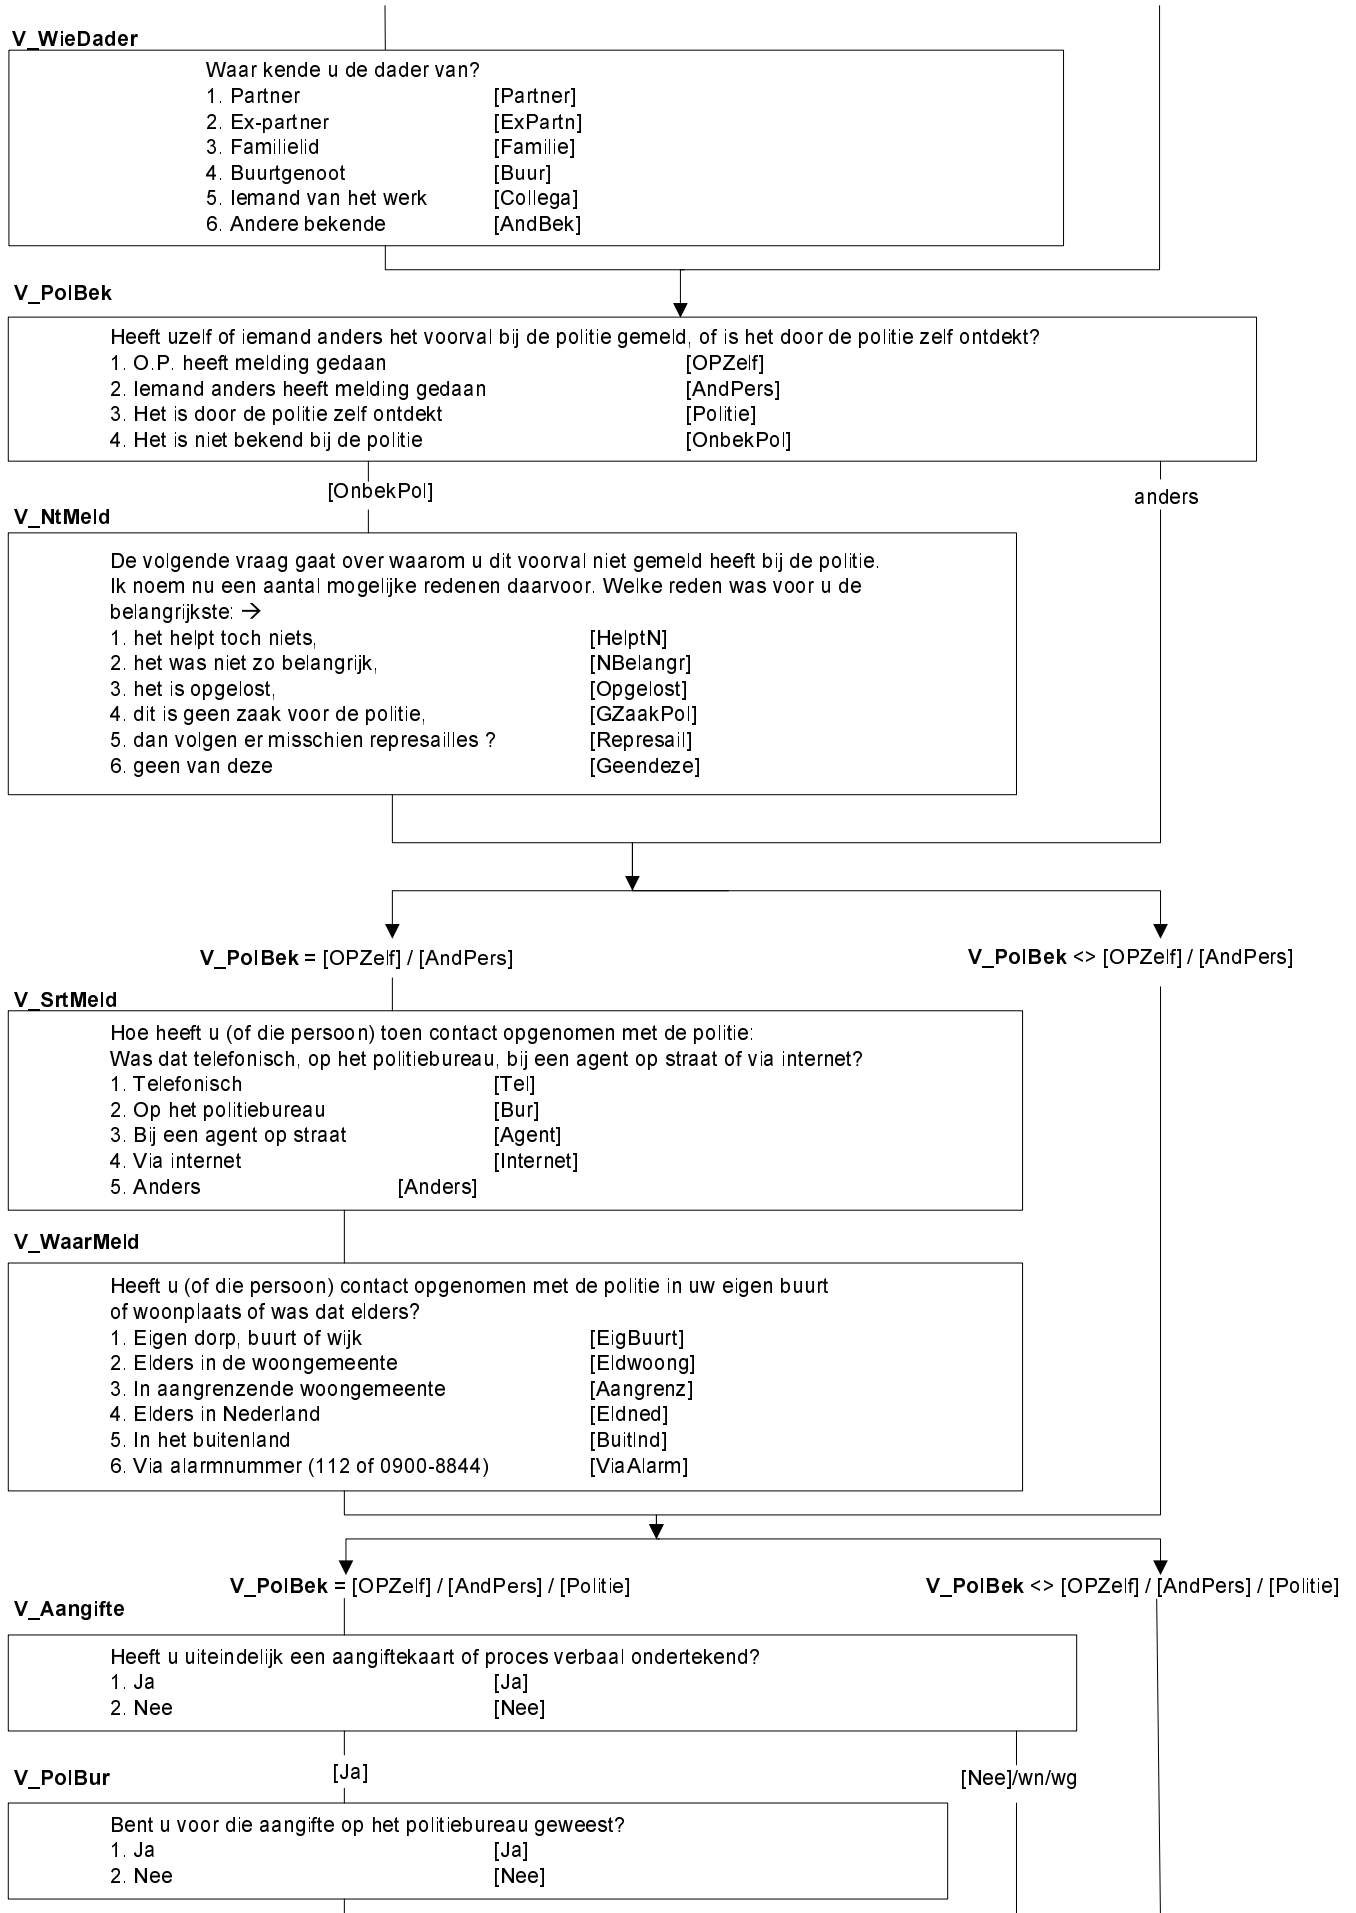 V_WieDader
Waar kende u de dader van?
1. Partner [Partner]
2. Ex-partner [ExPartn]
3. Familielid [Familie]
4. Buurtgenoot [Buur]
5. Iemand van het werk [Collega]
6. Andere bekende [AndBek]
V_PolBek
Heeft uzelf of iemand anders het voorval bij de politie gemeld, of is het door de politie zelf ontdekt?
1. O.P. heeft melding gedaan [OPZelf]
2. Iemand anders heeft melding gedaan [AndPers]
3. Het is door de politie zelf ontdekt [Politie]
4. Het is niet bekend bij de politie [OnbekPol]
[OnbekPol] anders
V_NtMeld
De volgende vraag gaat over waarom u dit voorval niet gemeld heeft bij de politie.
Ik noem nu een aantal mogelijke redenen daarvoor. Welke reden was voor u de
belangrijkste: →
1. het helpt toch niets, [HelptN]
2. het was niet zo belangrijk, [NBelangr]
3. het is opgelost, [Opgelost]
4. dit is geen zaak voor de politie, [GZaakPol]
5. dan volgen er misschien represailles ? [Represail]
6. geen van deze [Geendeze]
V_PolBek = [OPZelf] / [AndPers] V_PolBek <> [OPZelf] / [AndPers]
V_SrtMeld
Hoe heeft u (of die persoon) toen contact opgenomen met de politie:
Was dat telefonisch, op het politiebureau, bij een agent op straat of via internet?
1. Telefonisch [Tel]
2. Op het politiebureau [Bur]
3. Bij een agent op straat [Agent]
4. Via internet [Internet]
5. Anders [Anders]
V_WaarMeld
Heeft u (of die persoon) contact opgenomen met de politie in uw eigen buurt
of woonplaats of was dat elders?
1. Eigen dorp, buurt of wijk [EigBuurt]
2. Elders in de woongemeente [Eldwoong]
3. In aangrenzende woongemeente [Aangrenz]
4. Elders in Nederland [Eldned]
5. In het buitenland [Buitlnd]
6. Via alarmnummer (112 of 0900-8844) [ViaAlarm]
V_PolBek = [OPZelf] / [AndPers] / [Politie] V_PolBek <> [OPZelf] / [AndPers] / [Politie]
V_Aangifte
Heeft u uiteindelijk een aangiftekaart of proces verbaal ondertekend?
1. Ja [Ja]
2. Nee [Nee]
[Ja] [Nee]/wn/wg
V_PolBur
Bent u voor die aangifte op het politiebureau geweest?
1. Ja [Ja]
2. Nee [Nee]